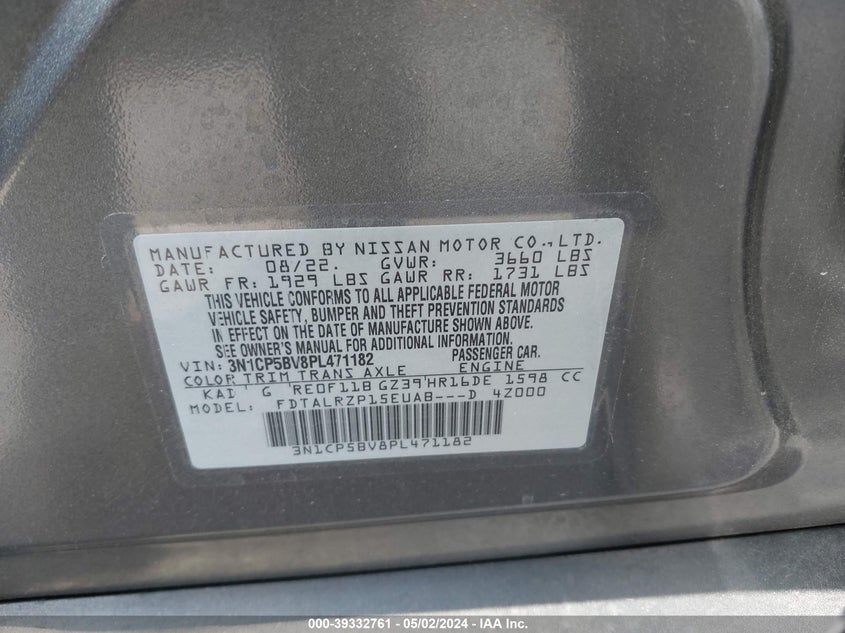 MANUFACTURED BY NISSAN MOTOR CO.,LTD.
DATE: 08/22. GVWR: 3660 LBS
GAWR FR: 1929 LBS GAWR RR: 1731 LBS
THIS VEHICLE CONFORMS TO ALL APPLICABLE FEDERAL MOTOR
VEHICLE SAFETY, BUMPER AND THEFT PREVENTION STANDARDS
IN EFFECT ON THE DATE OF MANUFACTURE SHOWN ABOVE.
SEE OWNER'S MANUAL FOR ADDITIONAL INFORMATION.
VIN: 3N1CP5BV8PL471182 PASSENGER CAR.
COLOR TRIM TRANS AXLE ENGINE
KAD G RE0F11B GZ39 HR16DE 1598 CC
MODEL: FDTALRZP15EUAB---D 4Z000
3N1CP5BV8PL471182
000-39332761 - 05/02/2024 - IAA Inc.